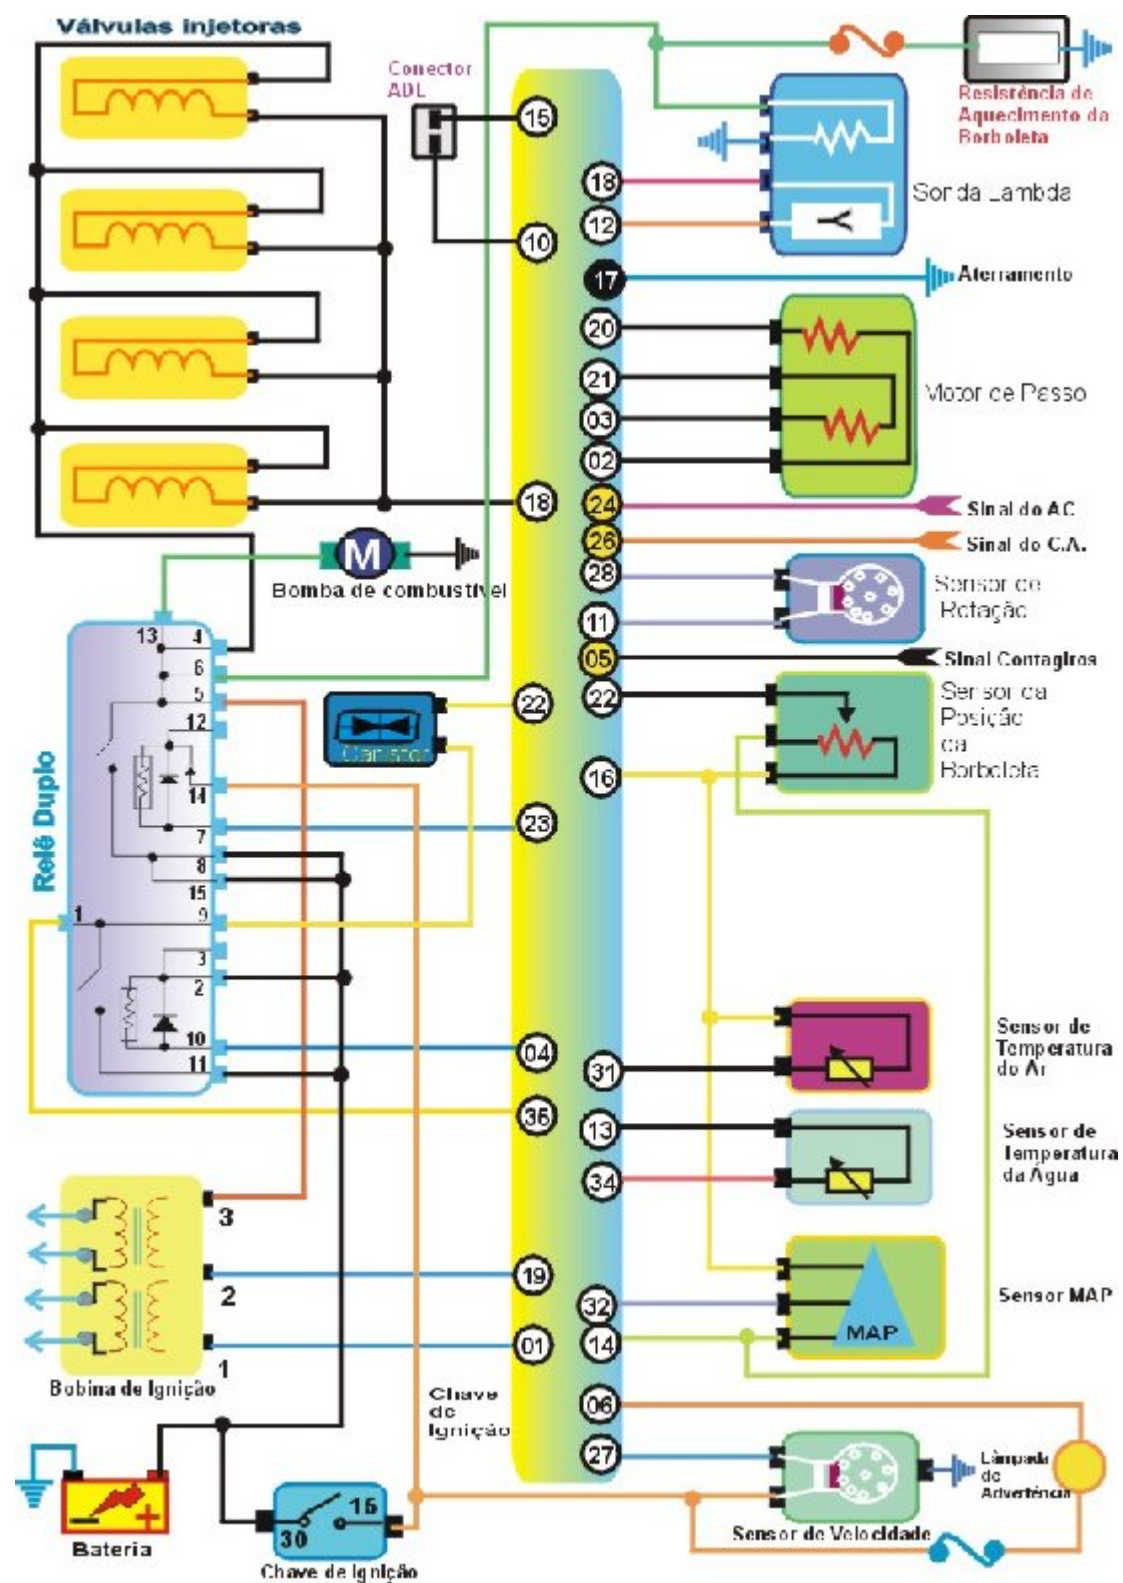 Válvulas injetoras
Conector
ADL
15
10
18
22
23
04
36
19
01
18
12
17
20
21
03
02
24
26
28
11
05
22
16
31
13
34
32
14
06
27
Resistência de
Aquecimento da
Borboleta
Sonda Lambda
Aterramento
Motor de Passo
Sinal do AC
Sinal do C.A.
Sensor de
Rotação
Sinal Contagiros
Sensor da
Posição
da
Borboleta
Sensor de
Temperatura
do Ar
Sensor de
Temperatura
da Água
MAP
Sensor MAP
Lâmpada
de
Advertência
Sensor de Velocidade
M
Bomba de combustível
Canister
Relê Duplo
13
4
6
5
12
14
7
8
15
1
9
3
2
10
11
3
2
1
Bobina de Ignição
Chave
de
Ignição
Bateria
30
15
Chave de Ignição